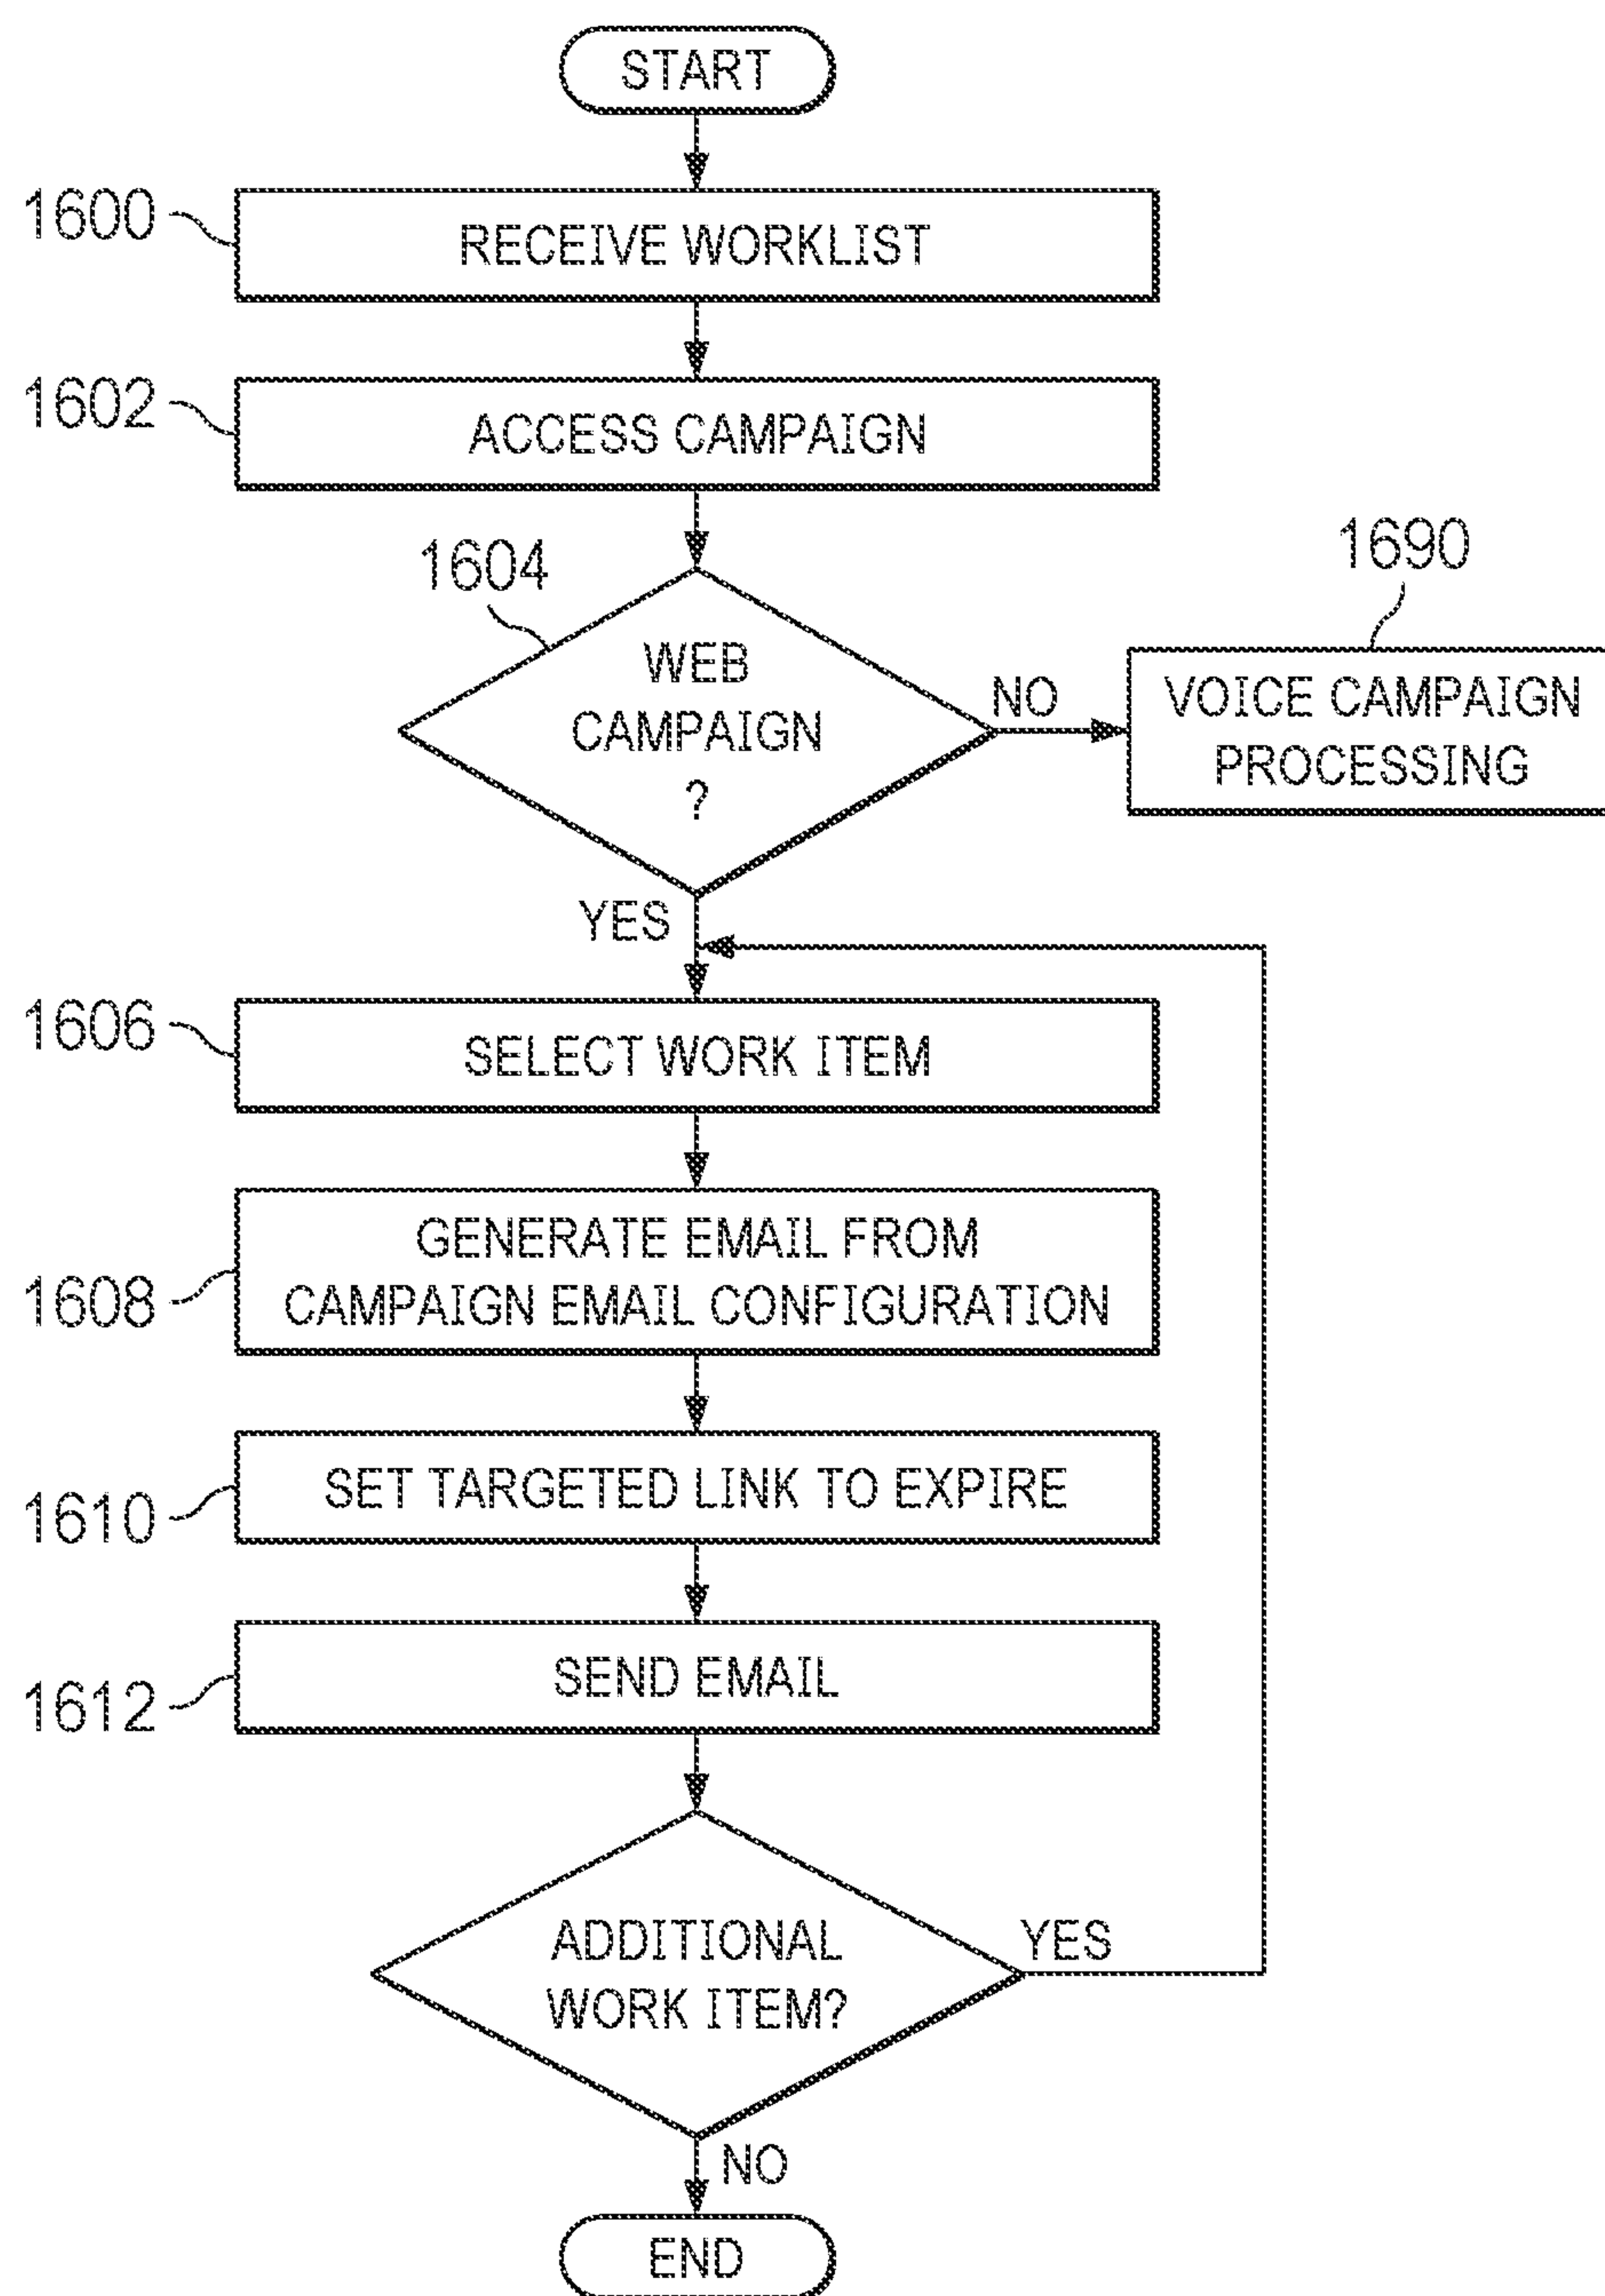 START
1600
RECEIVE WORKLIST
1602
ACCESS CAMPAIGN
1604
1690
WEB
CAMPAIGN
?
NO
VOICE CAMPAIGN
PROCESSING
YES
1606
SELECT WORK ITEM
1608
GENERATE EMAIL FROM
CAMPAIGN EMAIL CONFIGURATION
1610
SET TARGETED LINK TO EXPIRE
1612
SEND EMAIL
ADDITIONAL
WORK ITEM?
YES
NO
END